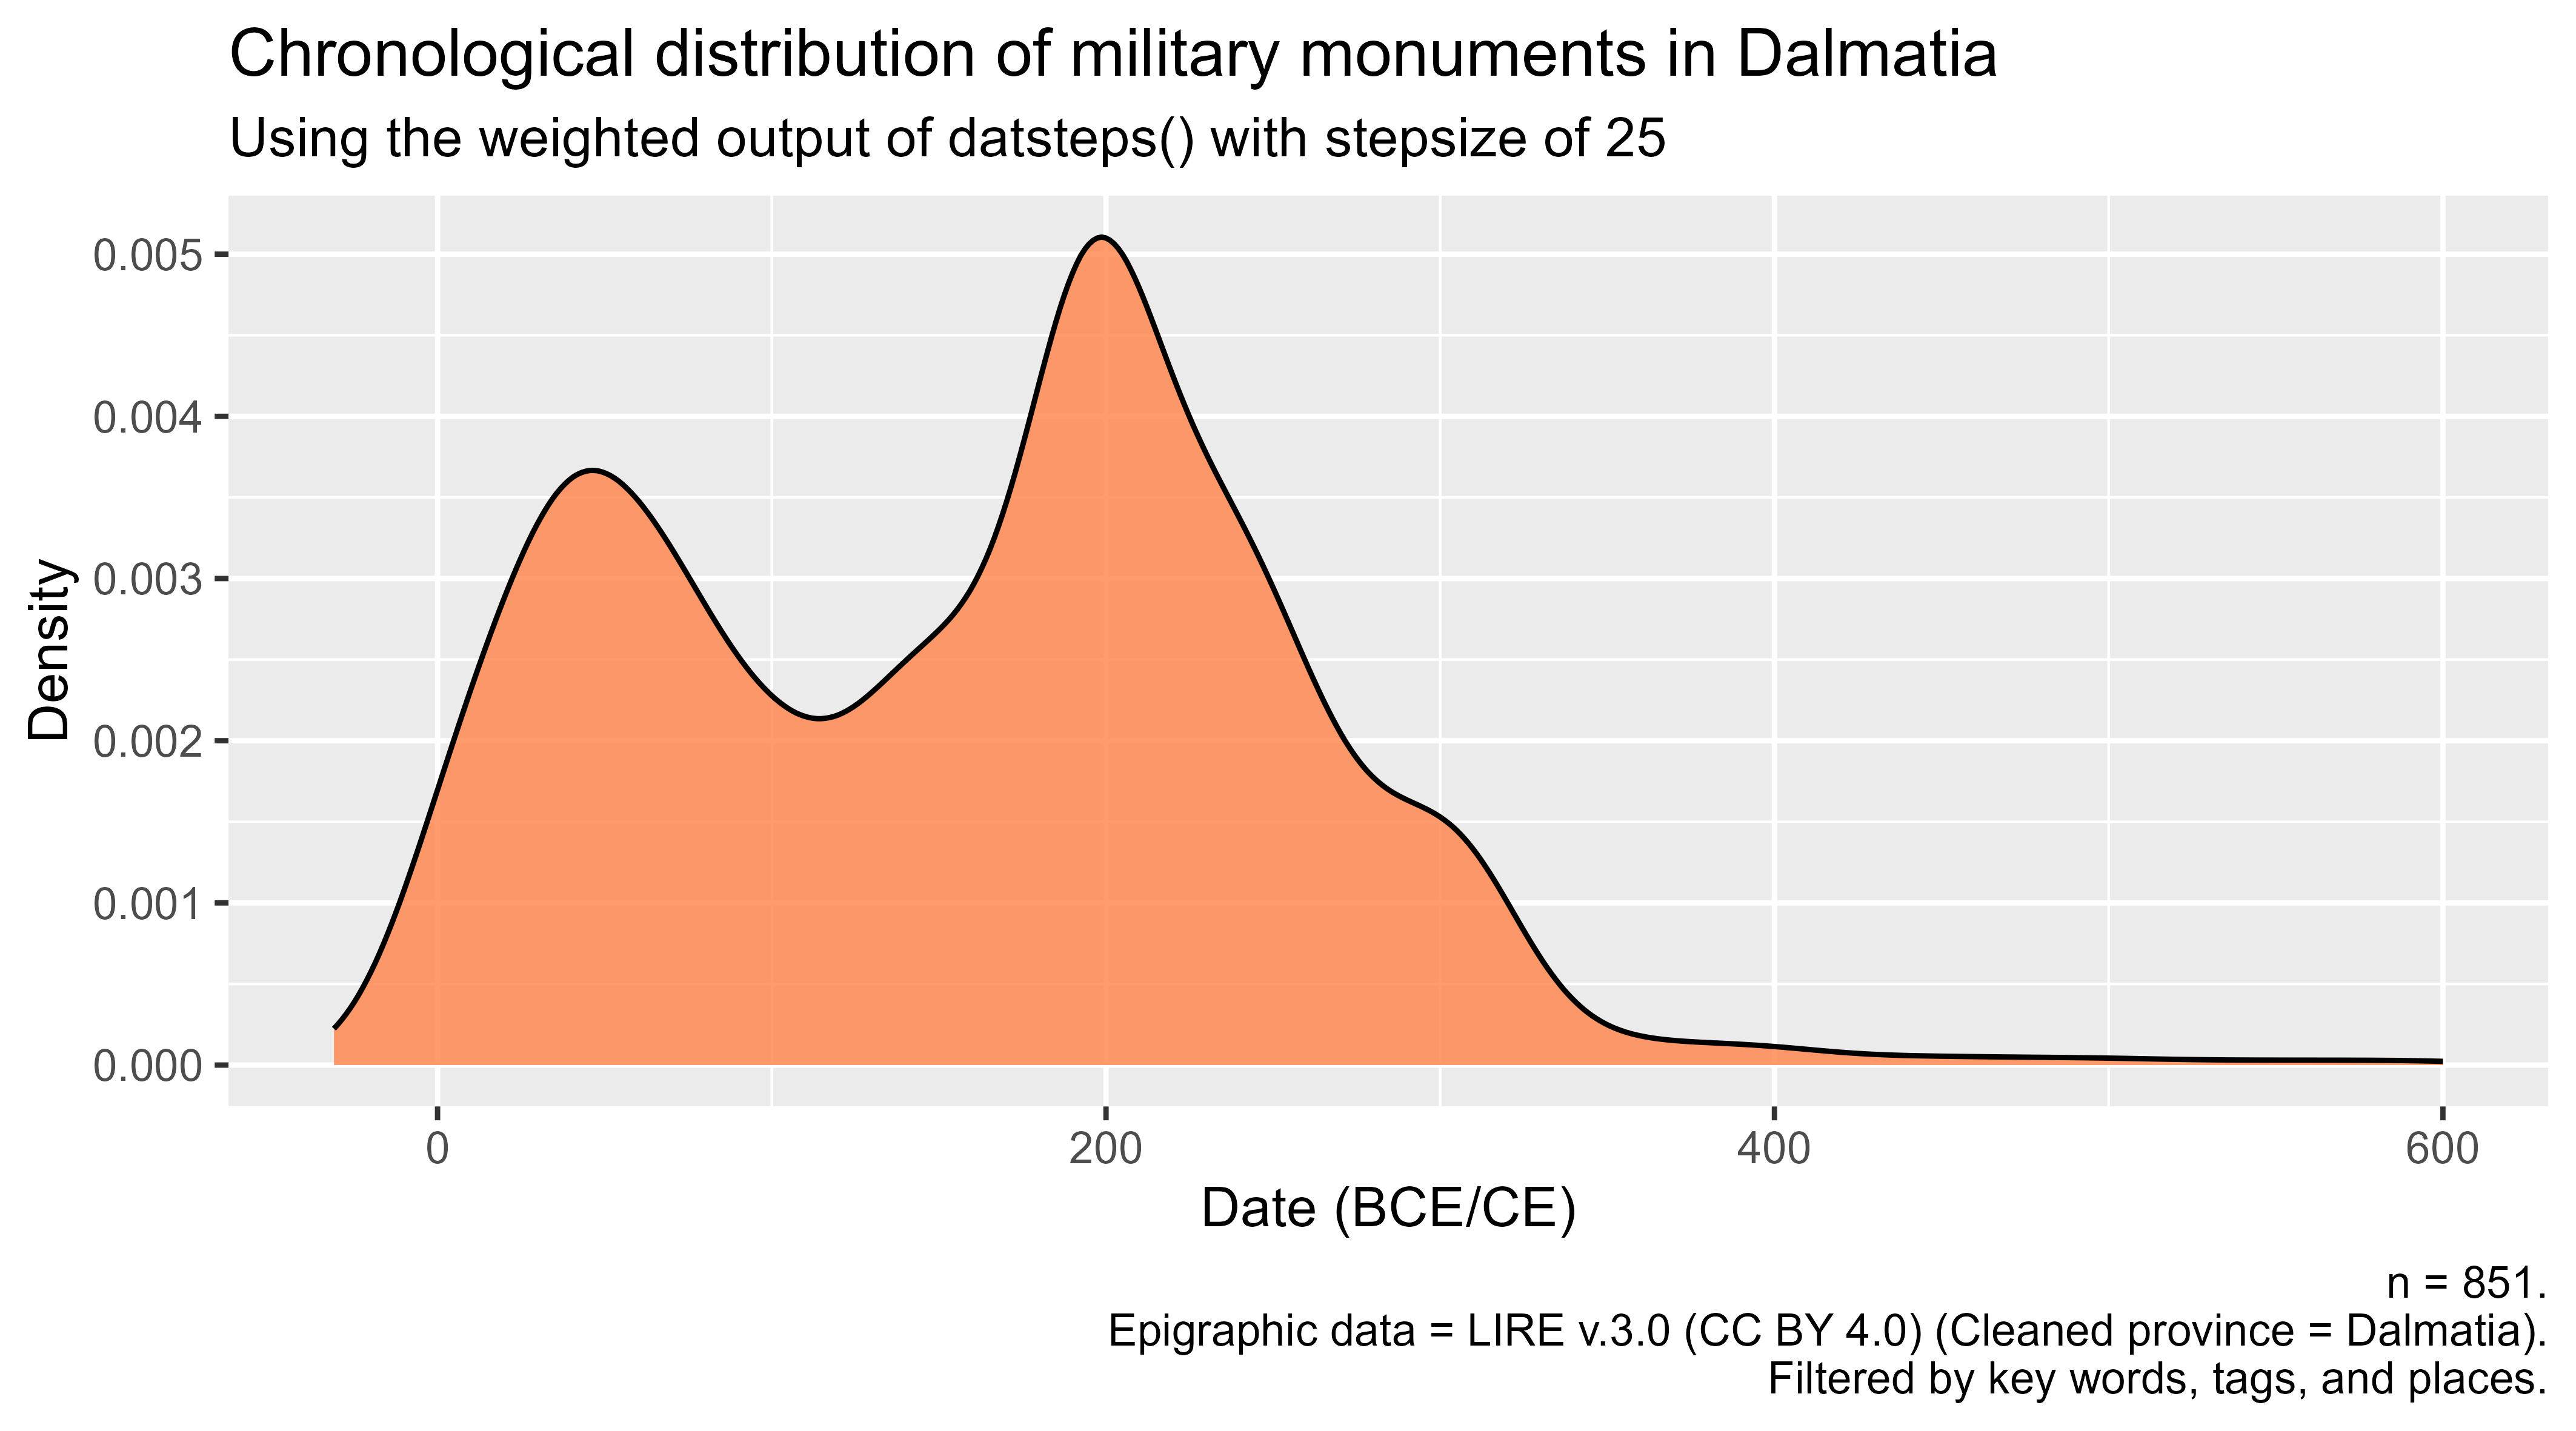 Chronological distribution of military monuments in Dalmatia
Using the weighted output of datsteps() with stepsize of 25
Density
0.005
0.004
0.003
0.002
0.001
0.000
0
200
400
600
Date (BCE/CE)
n = 851.
Epigraphic data = LIRE v.3.0 (CC BY 4.0) (Cleaned province = Dalmatia).
Filtered by key words, tags, and places.